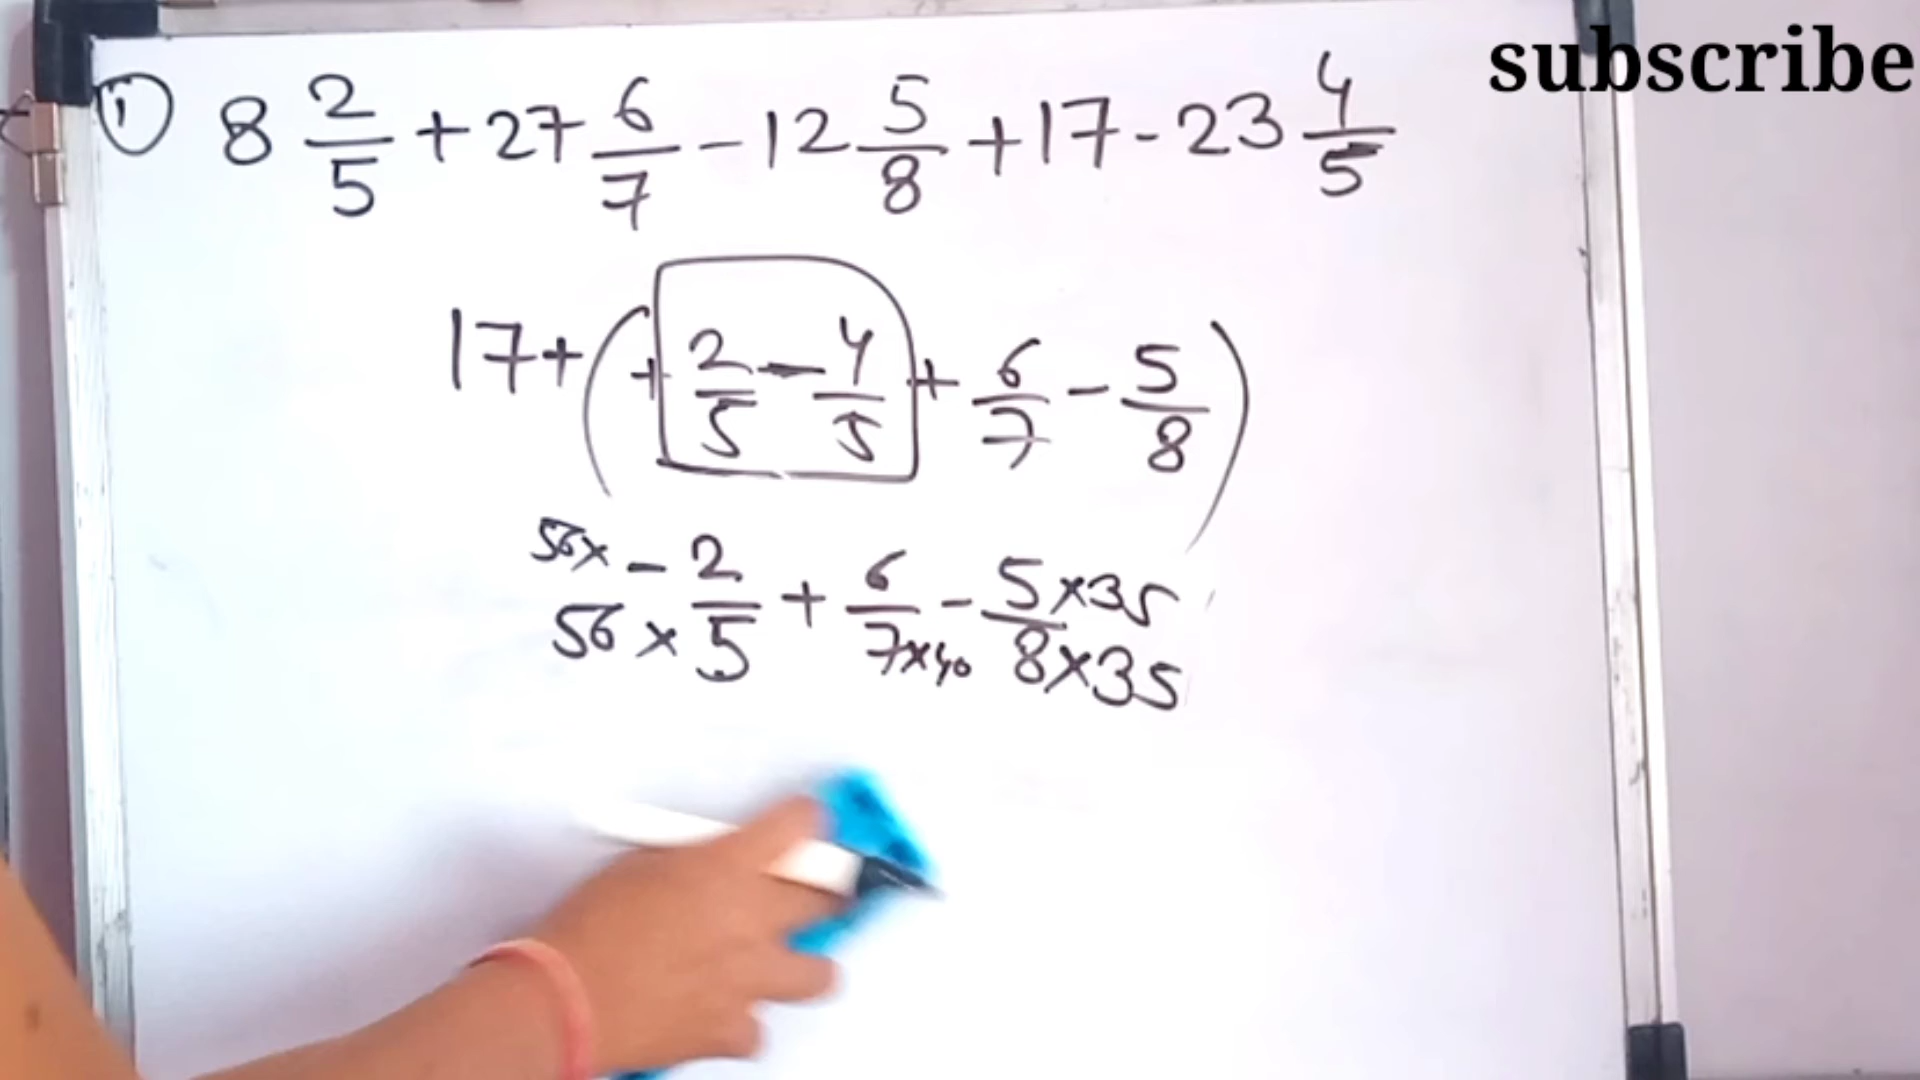 subscribe
① 8 2/5 + 27 6/7 - 12 5/8 + 17 - 23 4/5
17 + ( + 2/5 - 4/5 + 6/7 - 5/8 )
56 × - 2 / 56 × 5 + 6 / 7 × 40 - 5 × 35 / 8 × 35